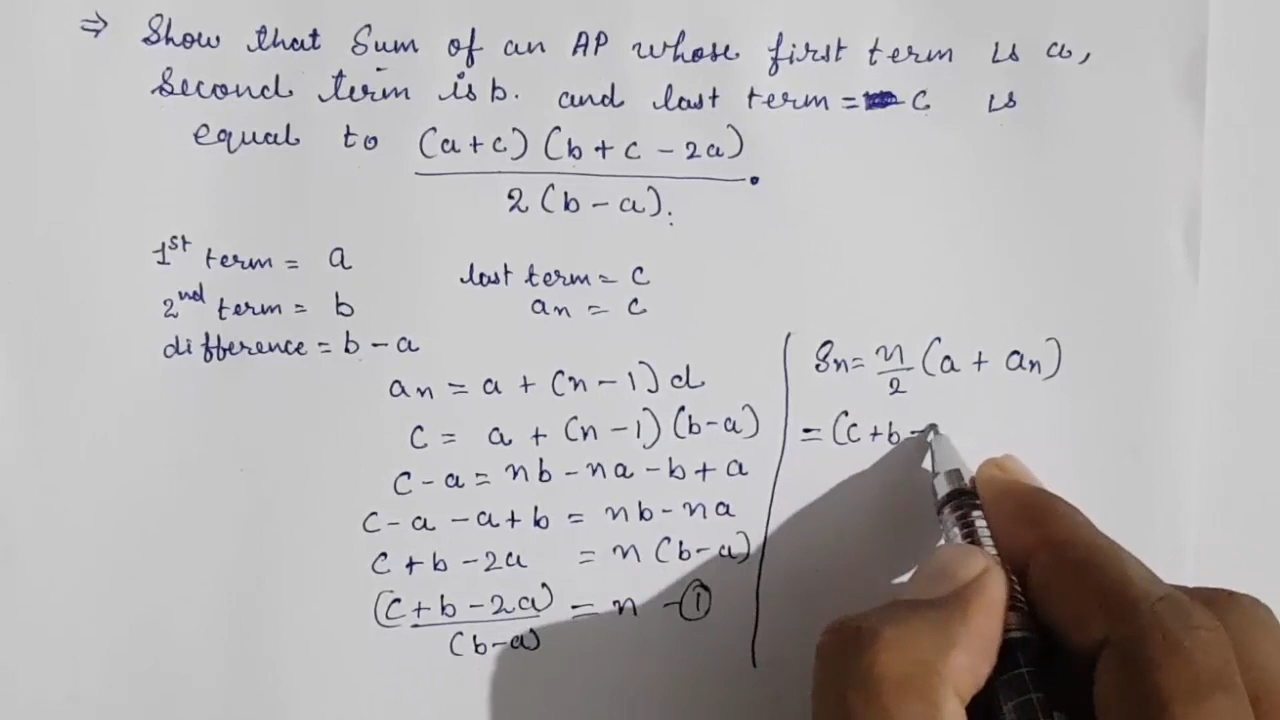 ⇒ Show that Sum of an AP whose first term is a,
Second term is b. and last term = c is
equal to (a+c) (b+c-2a)
2 (b-a).
1st term = a
2nd term = b
difference = b-a
last term = c
an = c
an = a + (n-1) d
c = a + (n-1) (b-a)
c-a = nb-na-b+a
c-a-a+b = nb-na
c+b-2a = n (b-a)
(c+b-2a) = n -①
(b-a)
Sn = n/2 (a + an)
= (c+b-